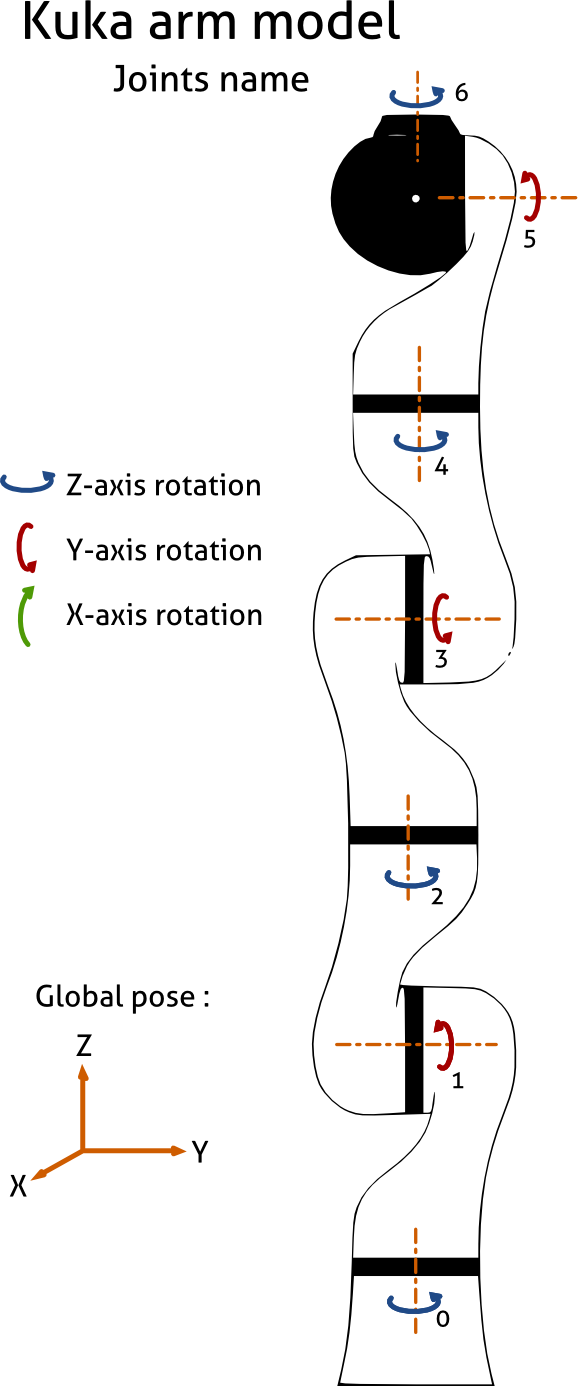 Kuka arm model
Joints name
6
5
4
Z-axis rotation
Y-axis rotation
X-axis rotation
3
2
Global pose :
Z
1
Y
X
0